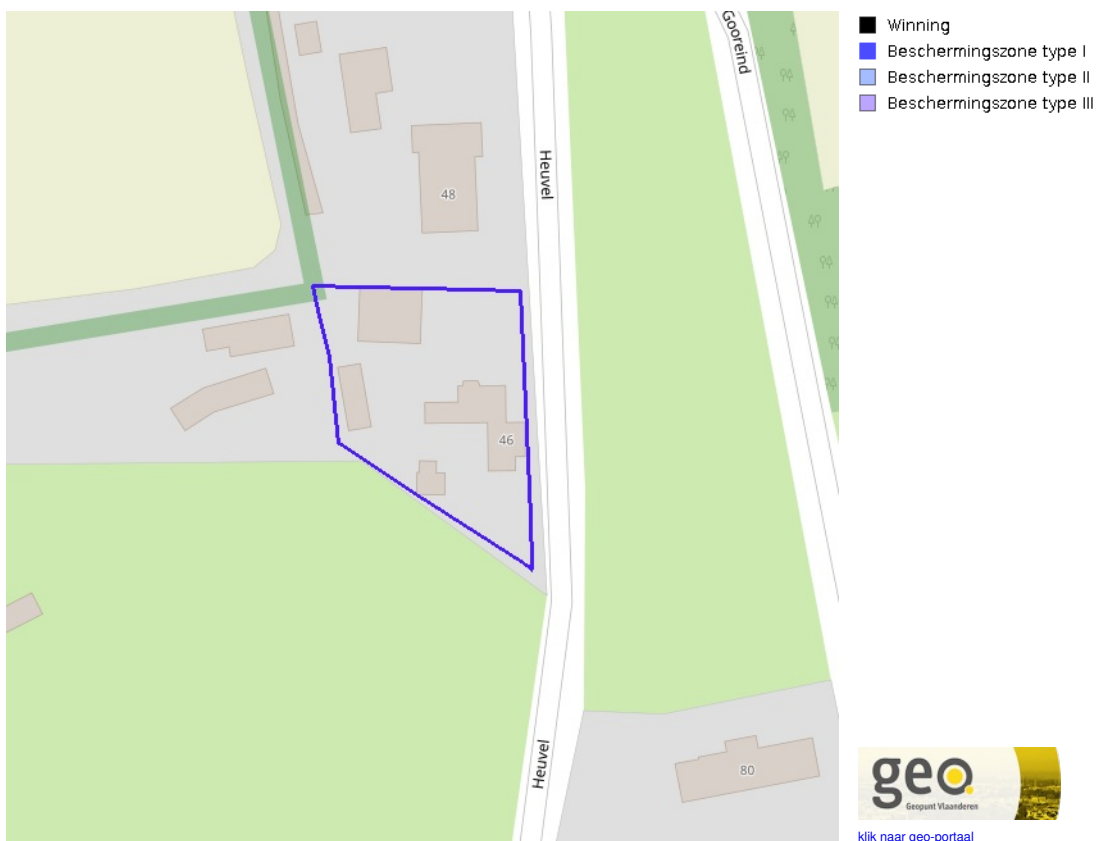 Gooreind
Heuvel
48
46
Heuvel
80
Winning
Beschermingszone type I
Beschermingszone type II
Beschermingszone type III
geo.
Geopunt Vlaanderen
klik naar geo-portaal